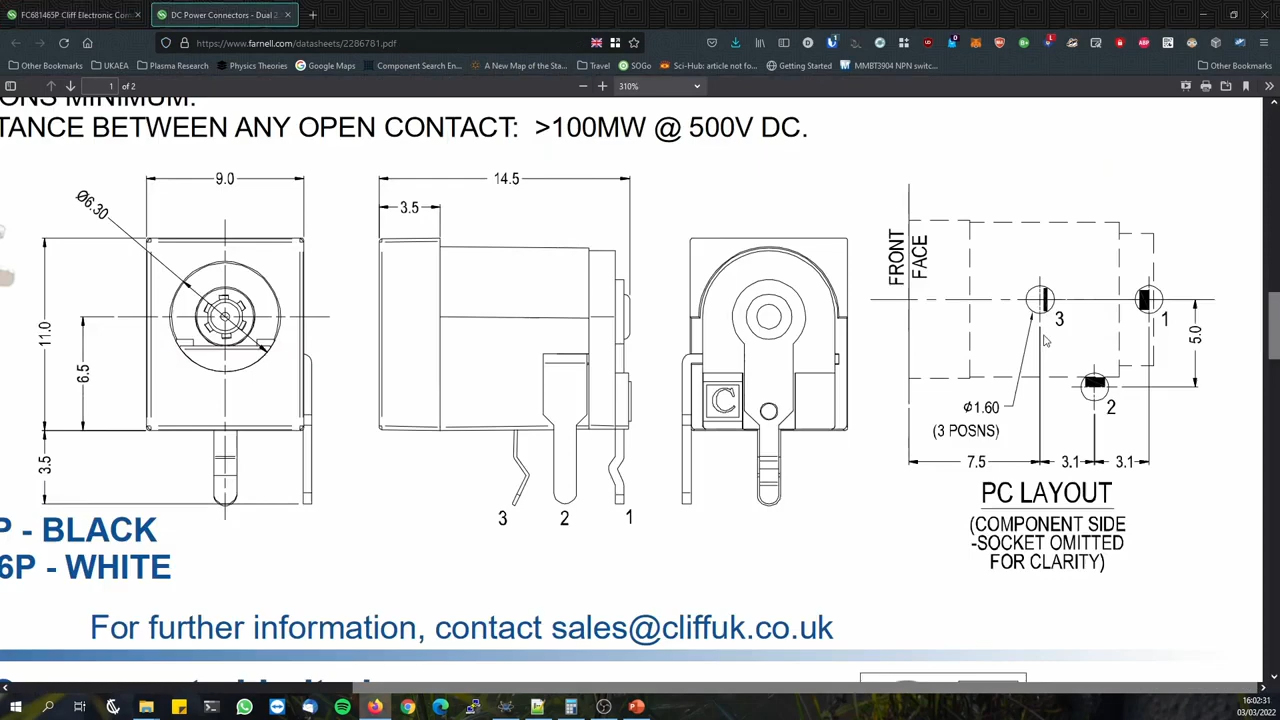 FC681465P Cliff Electronic Com
DC Power Connectors - Dual 2
https://www.farnell.com/datasheets/2286781.pdf
Other Bookmarks
UKAEA
Plasma Research
Physics Theories
Google Maps
Component Search En...
A New Map of the Sta...
Travel
SOGo
Sci-Hub: article not fo...
Getting Started
MMBT3904 NPN switc...
Other Bookmarks
1 of 2
310%
ONS MINIMUM.
TANCE BETWEEN ANY OPEN CONTACT: >100MW @ 500V DC.
9.0
Ø6.30
11.0
6.5
3.5
14.5
3.5
3
2
1
C
FRONT
FACE
3
1
2
5.0
Ø1.60
(3 POSNS)
7.5
3.1
3.1
PC LAYOUT
(COMPONENT SIDE
-SOCKET OMITTED
FOR CLARITY)
P - BLACK
6P - WHITE
For further information, contact sales@cliffuk.co.uk
16:02:31
03/03/2022